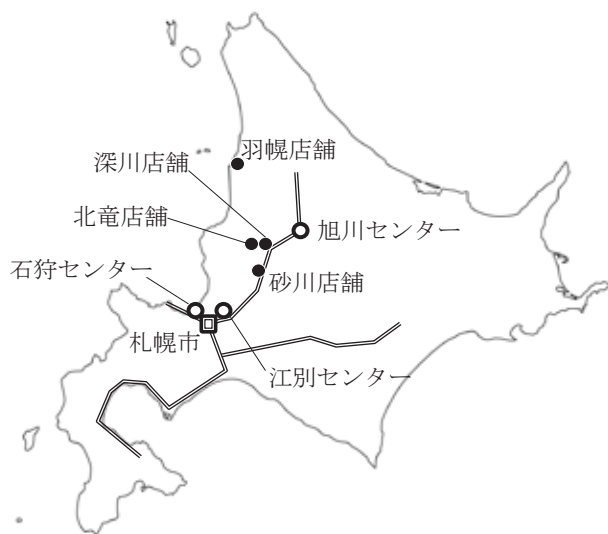 羽幌店舗
深川店舗
北竜店舗
旭川センター
石狩センター
砂川店舗
札幌市
江別センター